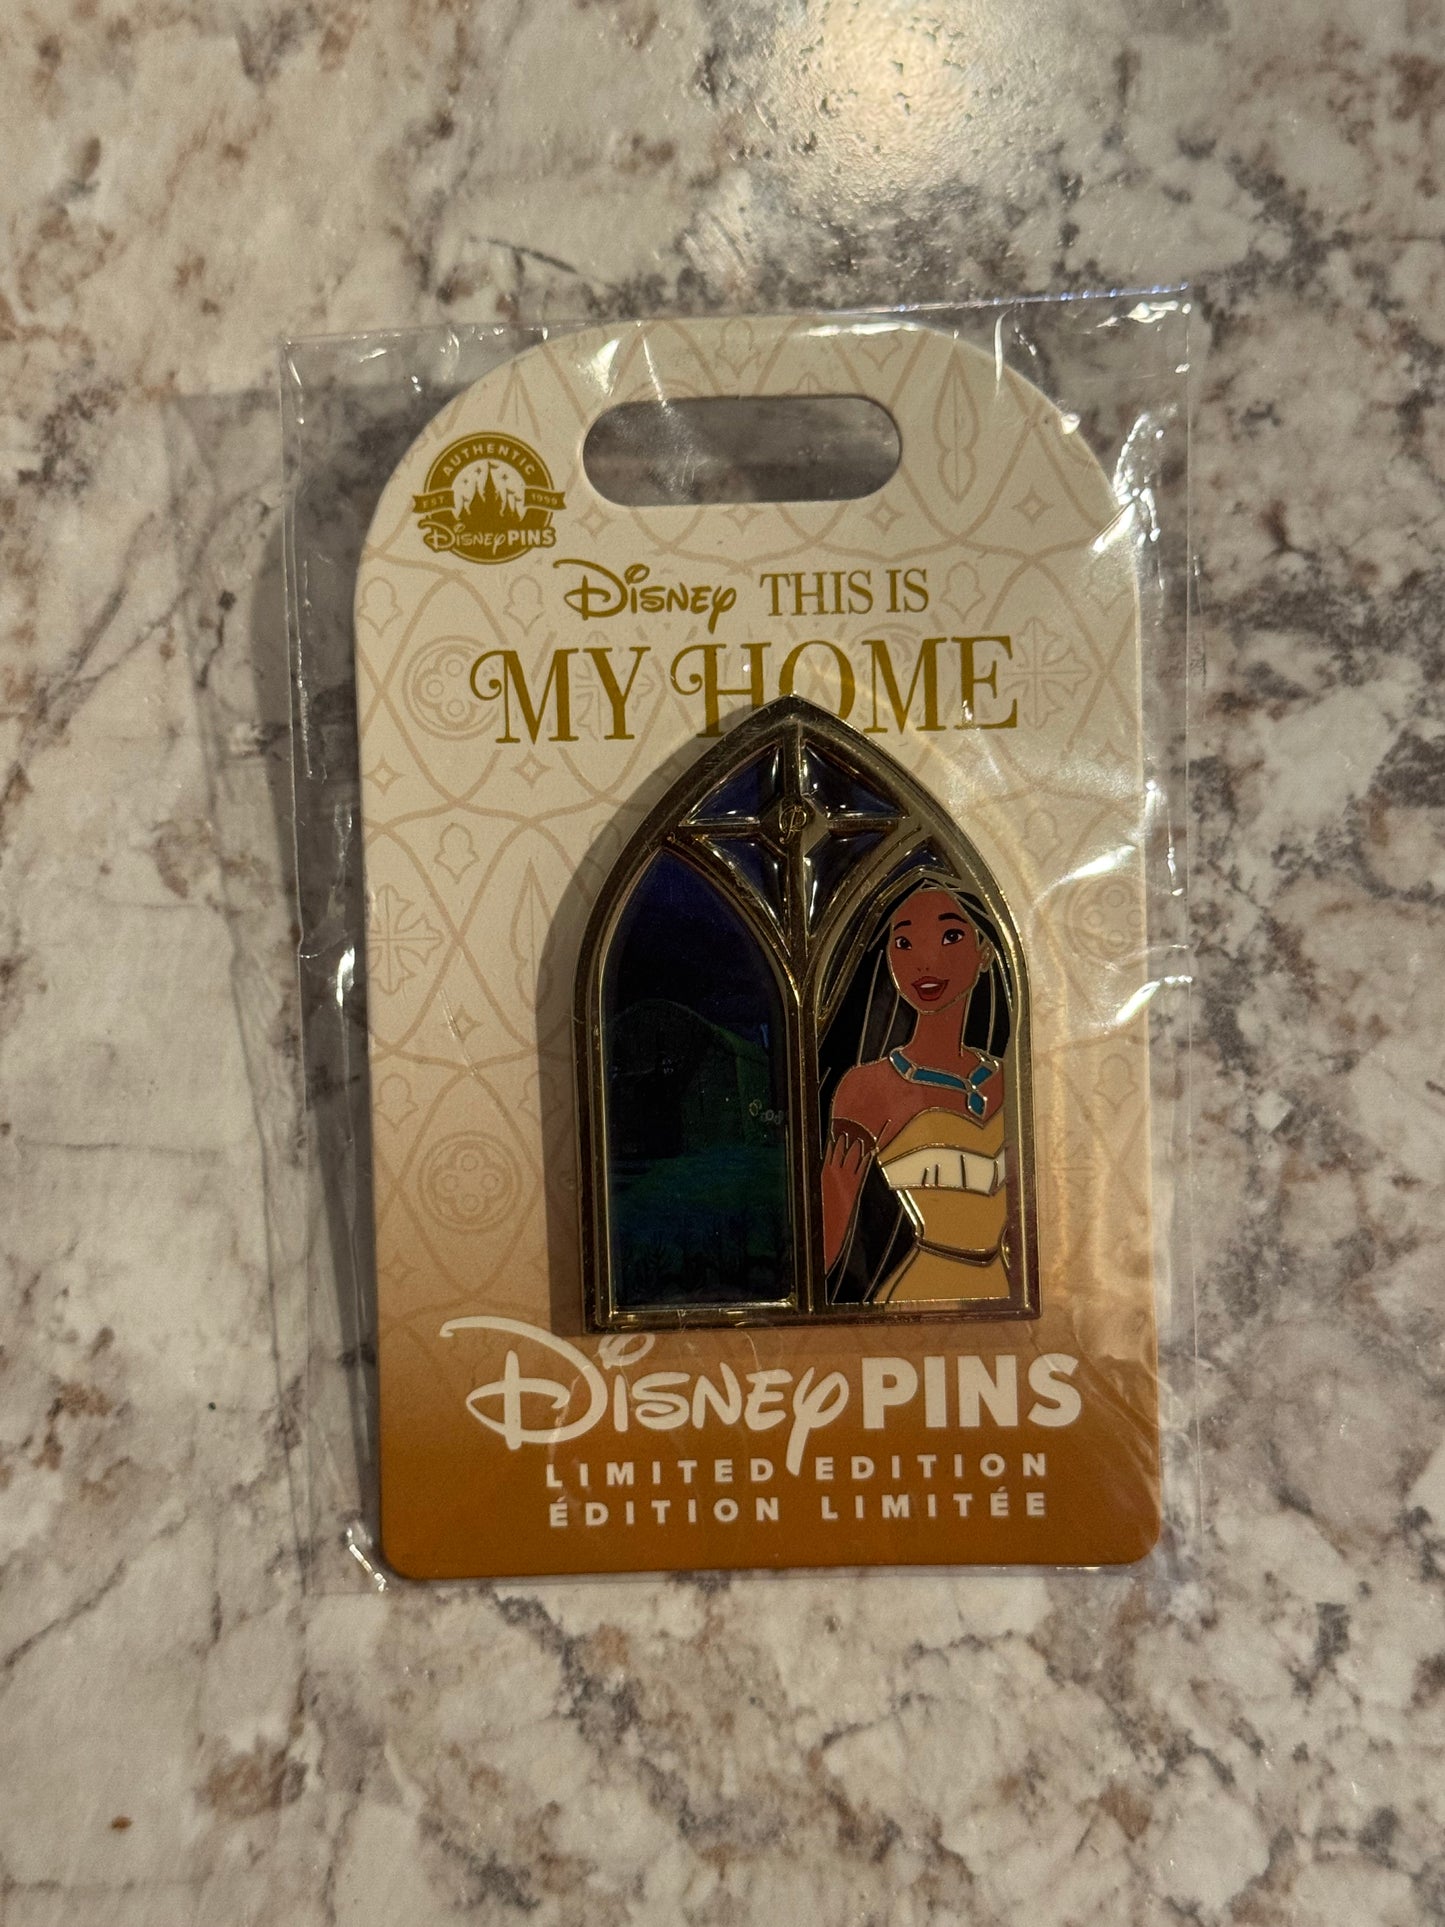 AUTHENTIC
EST. 1999
Disney PINS
Disney THIS IS
MY HOME
P
Disney PINS
LIMITED EDITION
ÉDITION LIMITÉE